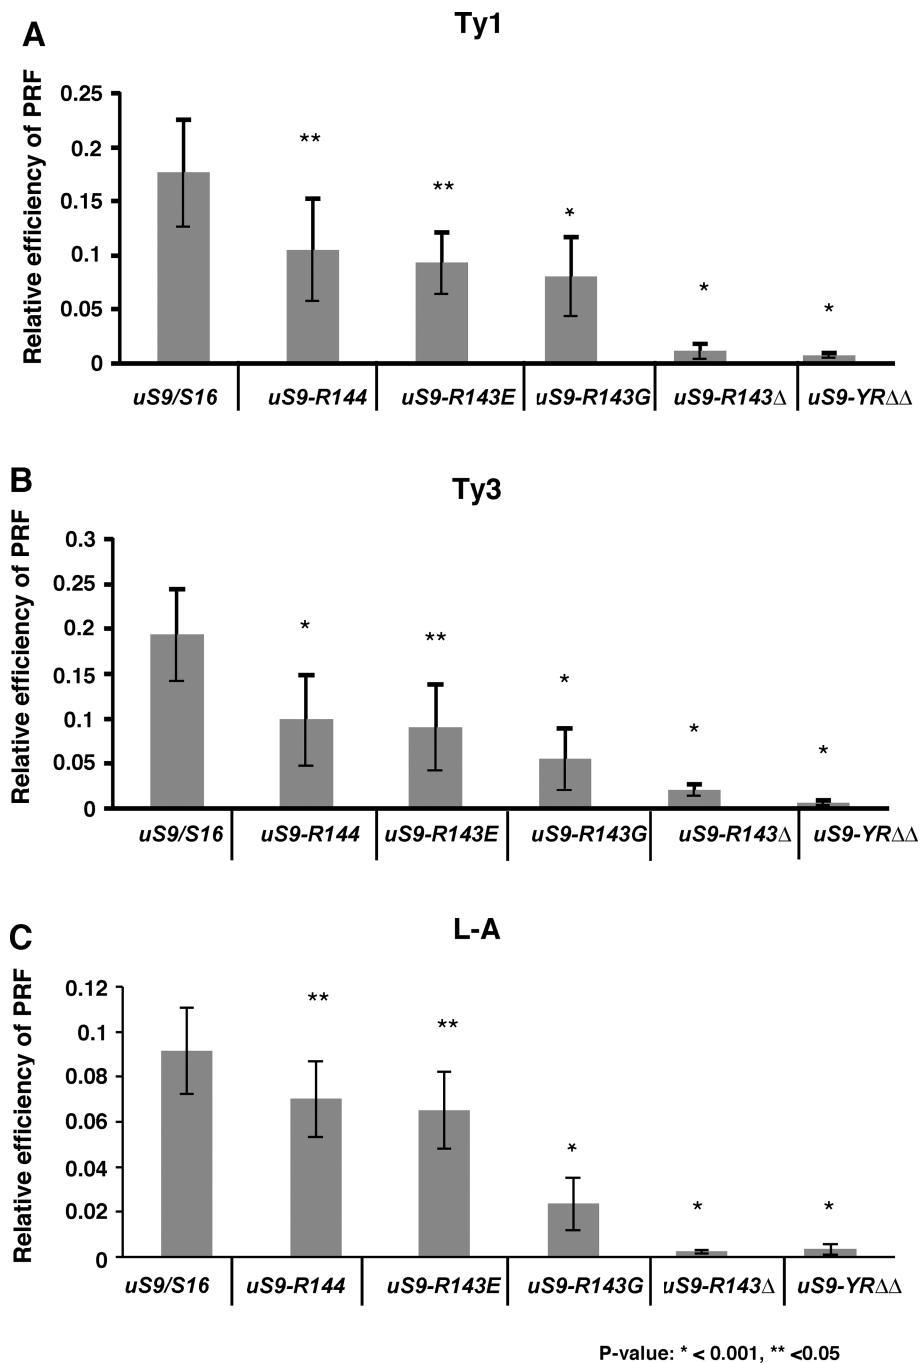 A
Ty1
Relative efficiency of PRF
0.25
0.2
0.15
0.1
0.05
0
**
**
*
*
*
uS9/S16 uS9-R144 uS9-R143E uS9-R143G uS9-R143Δ uS9-YRΔΔ
B
Ty3
Relative efficiency of PRF
0.3
0.25
0.2
0.15
0.1
0.05
0
*
**
*
*
*
uS9/S16 uS9-R144 uS9-R143E uS9-R143G uS9-R143Δ uS9-YRΔΔ
C
L-A
Relative efficiency of PRF
0.12
0.1
0.08
0.06
0.04
0.02
0
**
**
*
*
*
uS9/S16 uS9-R144 uS9-R143E uS9-R143G uS9-R143Δ uS9-YRΔΔ
P-value: * < 0.001, ** <0.05